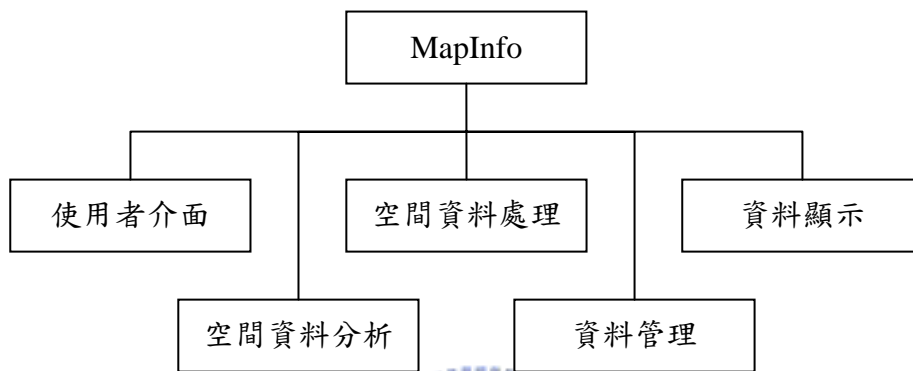 MapInfo
使用者介面
空間資料處理
資料顯示
空間資料分析
資料管理